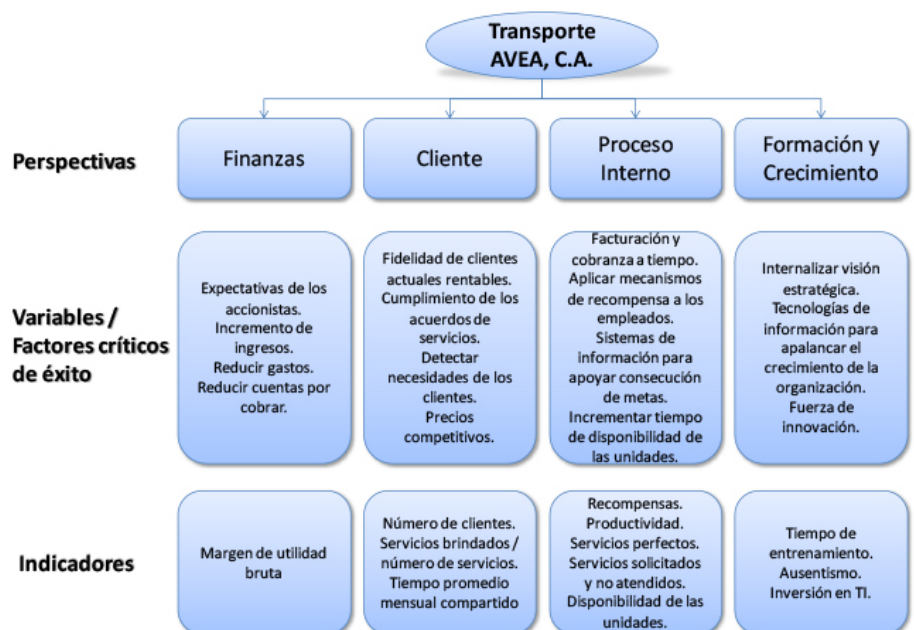 Transporte
AVEA, C.A.
Perspectivas
Finanzas
Cliente
Proceso
Interno
Formación y
Crecimiento
Variables /
Factores críticos
de éxito
Expectativas de los
accionistas.
Incremento de
ingresos.
Reducir gastos.
Reducir cuentas por
cobrar.
Fidelidad de clientes
actuales rentables.
Cumplimiento de los
acuerdos de
servicios.
Detectar
necesidades de los
clientes.
Precios
competitivos.
Facturación y
cobranza a tiempo.
Aplicar mecanismos
de recompensa a los
empleados.
Sistemas de
información para
apoyar consecución
de metas.
Incrementar tiempo
de disponibilidad de
las unidades.
Internalizar visión
estratégica.
Tecnologías de
información para
apalancar el
crecimiento de la
organización.
Fuerza de
innovación.
Indicadores
Margen de utilidad
bruta
Número de clientes.
Servicios brindados /
número de servicios.
Tiempo promedio
mensual compartido
Recompensas.
Productividad.
Servicios perfectos.
Servicios solicitados
y no atendidos.
Disponibilidad de las
unidades.
Tiempo de
entrenamiento.
Ausentismo.
Inversión en TI.